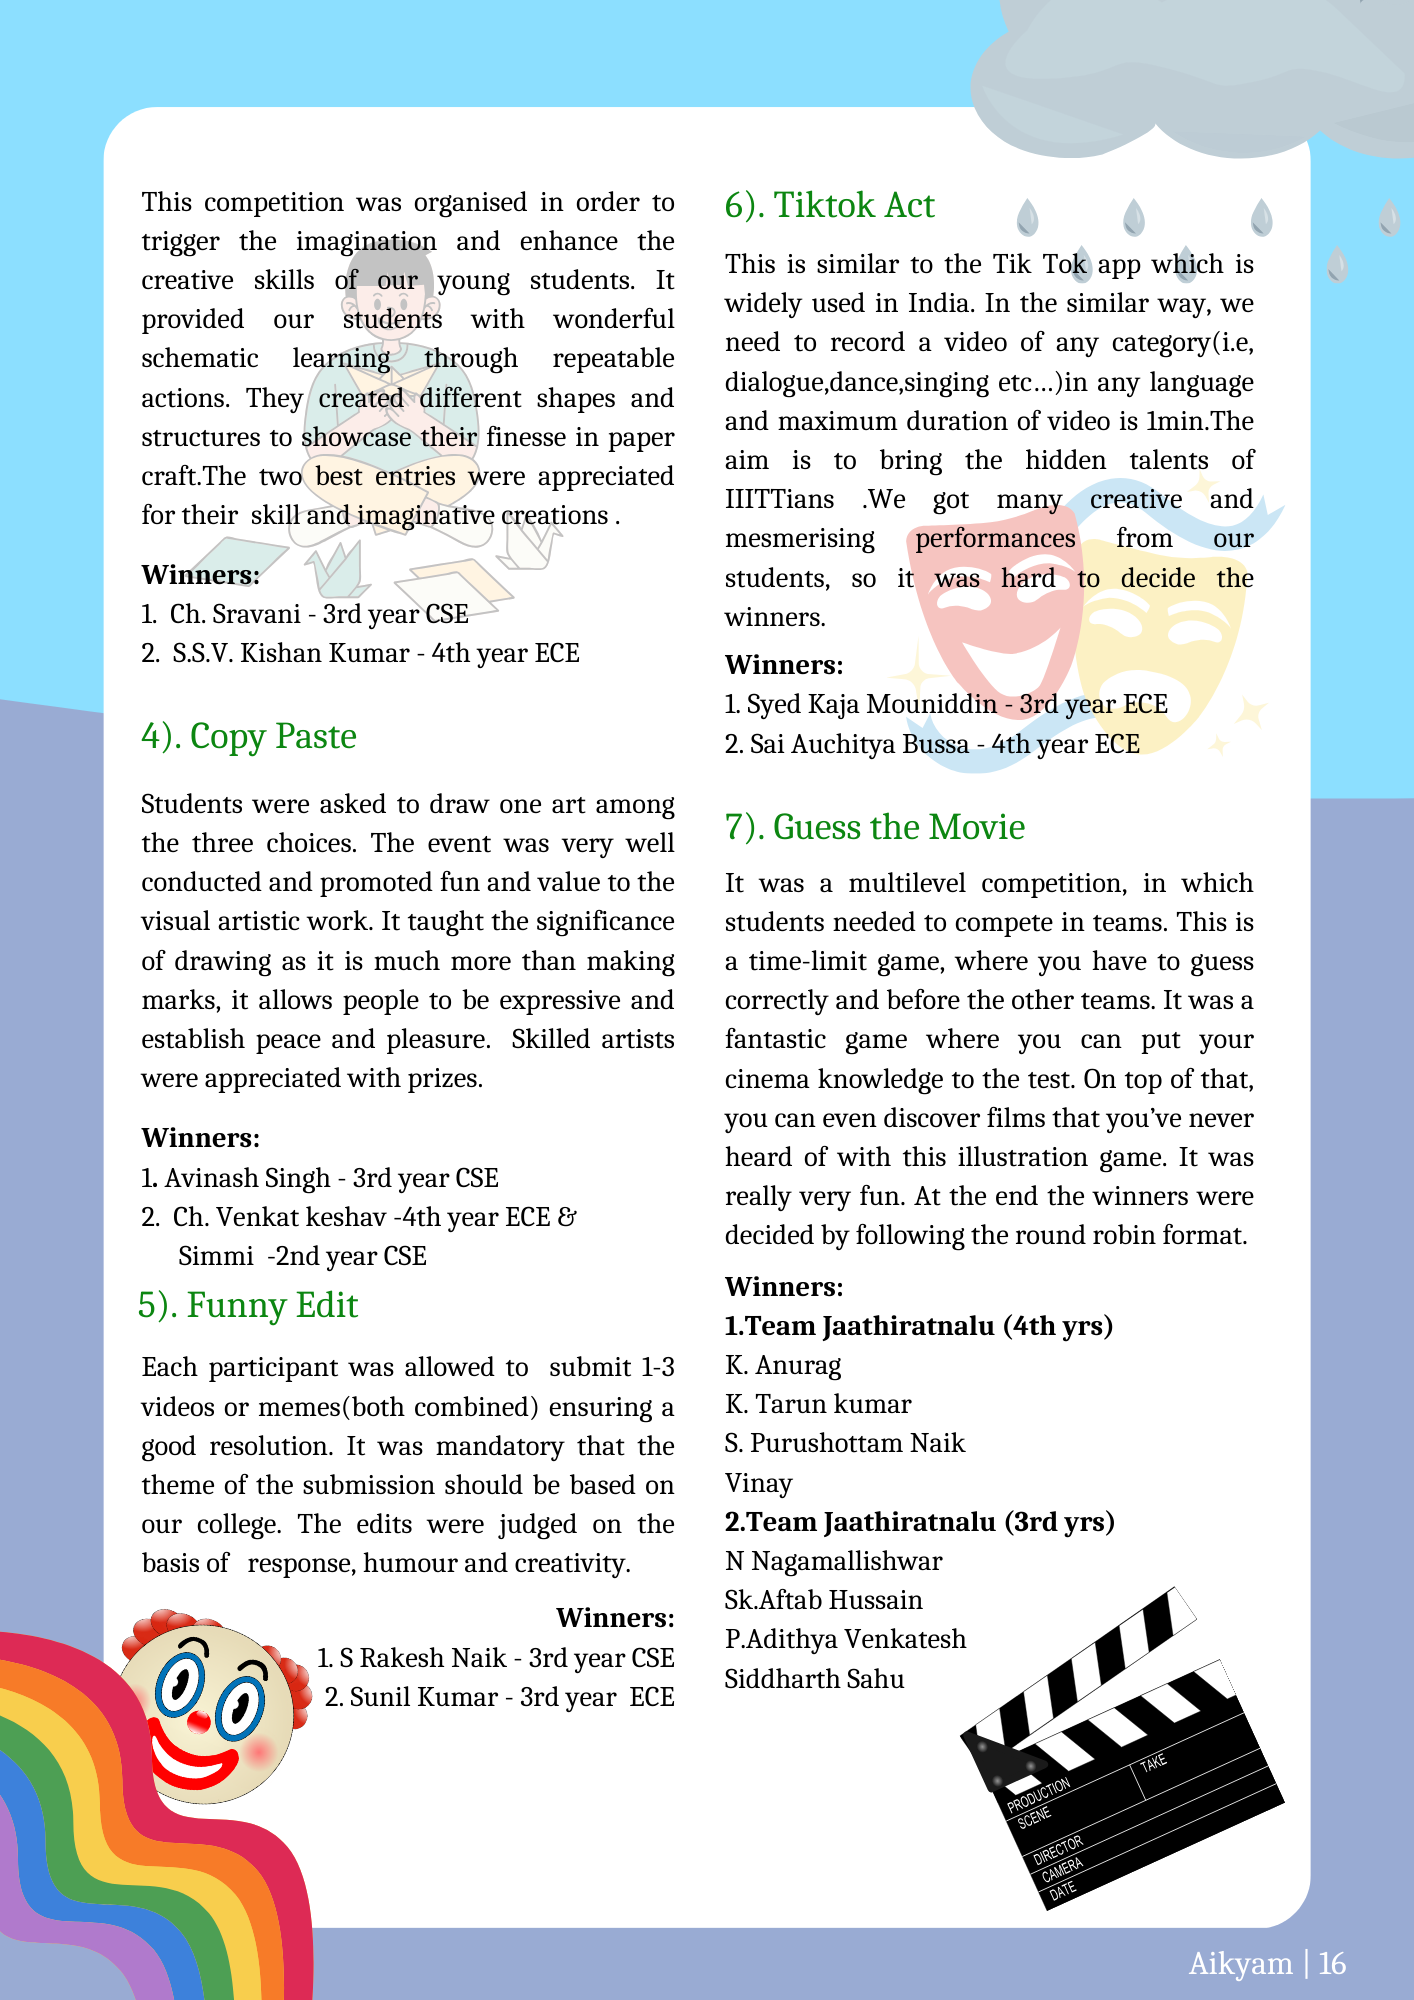 This competition was organised in order to
trigger the imagination and enhance the
creative skills of our young students. It
provided our students with wonderful
schematic learning through repeatable
actions. They created different shapes and
structures to showcase their finesse in paper
craft.The two best entries were appreciated
for their skill and imaginative creations .
Winners:
1. Ch. Sravani - 3rd year CSE
2. S.S.V. Kishan Kumar - 4th year ECE
4). Copy Paste
Students were asked to draw one art among
the three choices. The event was very well
conducted and promoted fun and value to the
visual artistic work. It taught the significance
of drawing as it is much more than making
marks, it allows people to be expressive and
establish peace and pleasure. Skilled artists
were appreciated with prizes.
Winners:
1. Avinash Singh - 3rd year CSE
2. Ch. Venkat keshav -4th year ECE &
Simmi -2nd year CSE
5). Funny Edit
Each participant was allowed to submit 1-3
videos or memes(both combined) ensuring a
good resolution. It was mandatory that the
theme of the submission should be based on
our college. The edits were judged on the
basis of response, humour and creativity.
Winners:
1. S Rakesh Naik - 3rd year CSE
2. Sunil Kumar - 3rd year ECE
6). Tiktok Act
This is similar to the Tik Tok app which is
widely used in India. In the similar way, we
need to record a video of any category(i.e,
dialogue,dance,singing etc...)in any language
and maximum duration of video is 1min.The
aim is to bring the hidden talents of
IIITTians .We got many creative and
mesmerising performances from our
students, so it was hard to decide the
winners.
Winners:
1. Syed Kaja Mouniddin - 3rd year ECE
2. Sai Auchitya Bussa - 4th year ECE
7). Guess the Movie
It was a multilevel competition, in which
students needed to compete in teams. This is
a time-limit game, where you have to guess
correctly and before the other teams. It was a
fantastic game where you can put your
cinema knowledge to the test. On top of that,
you can even discover films that you’ve never
heard of with this illustration game. It was
really very fun. At the end the winners were
decided by following the round robin format.
Winners:
1.Team Jaathiratnalu (4th yrs)
K. Anurag
K. Tarun kumar
S. Purushottam Naik
Vinay
2.Team Jaathiratnalu (3rd yrs)
N Nagamallishwar
Sk.Aftab Hussain
P.Adithya Venkatesh
Siddharth Sahu
PRODUCTION
TAKE
SCENE
DIRECTOR
CAMERA
DATE
Aikyam | 16